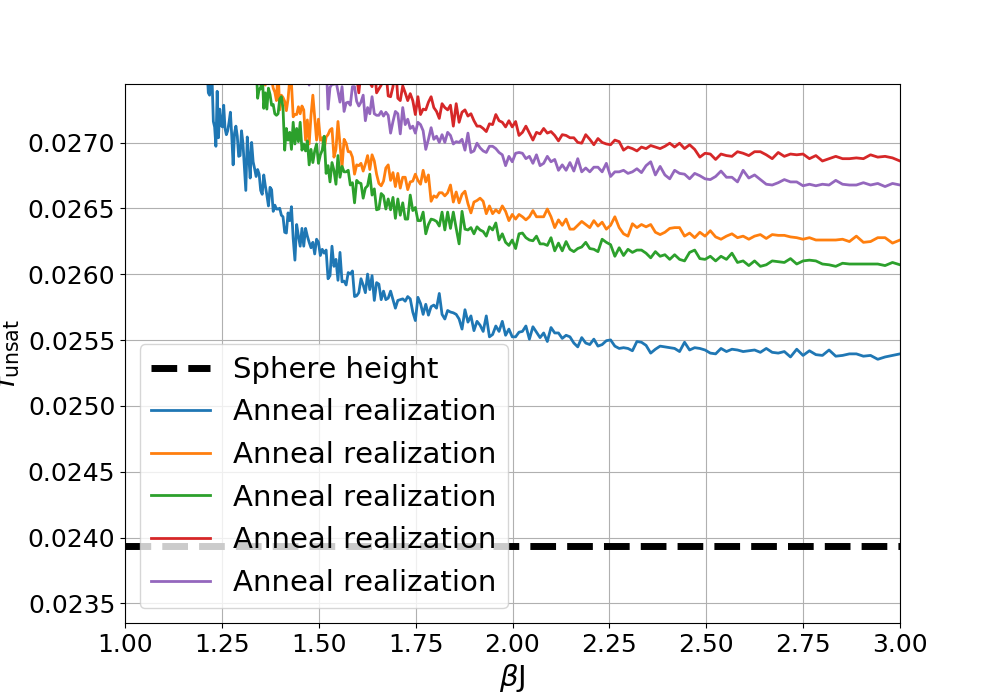 0.0270
0.0265
0.0260
0.0255
0.0250
0.0245
0.0240
0.0235
unsat
Sphere height
Anneal realization
Anneal realization
Anneal realization
Anneal realization
Anneal realization
1.00 1.25 1.50 1.75 2.00 2.25 2.50 2.75 3.00
βJ